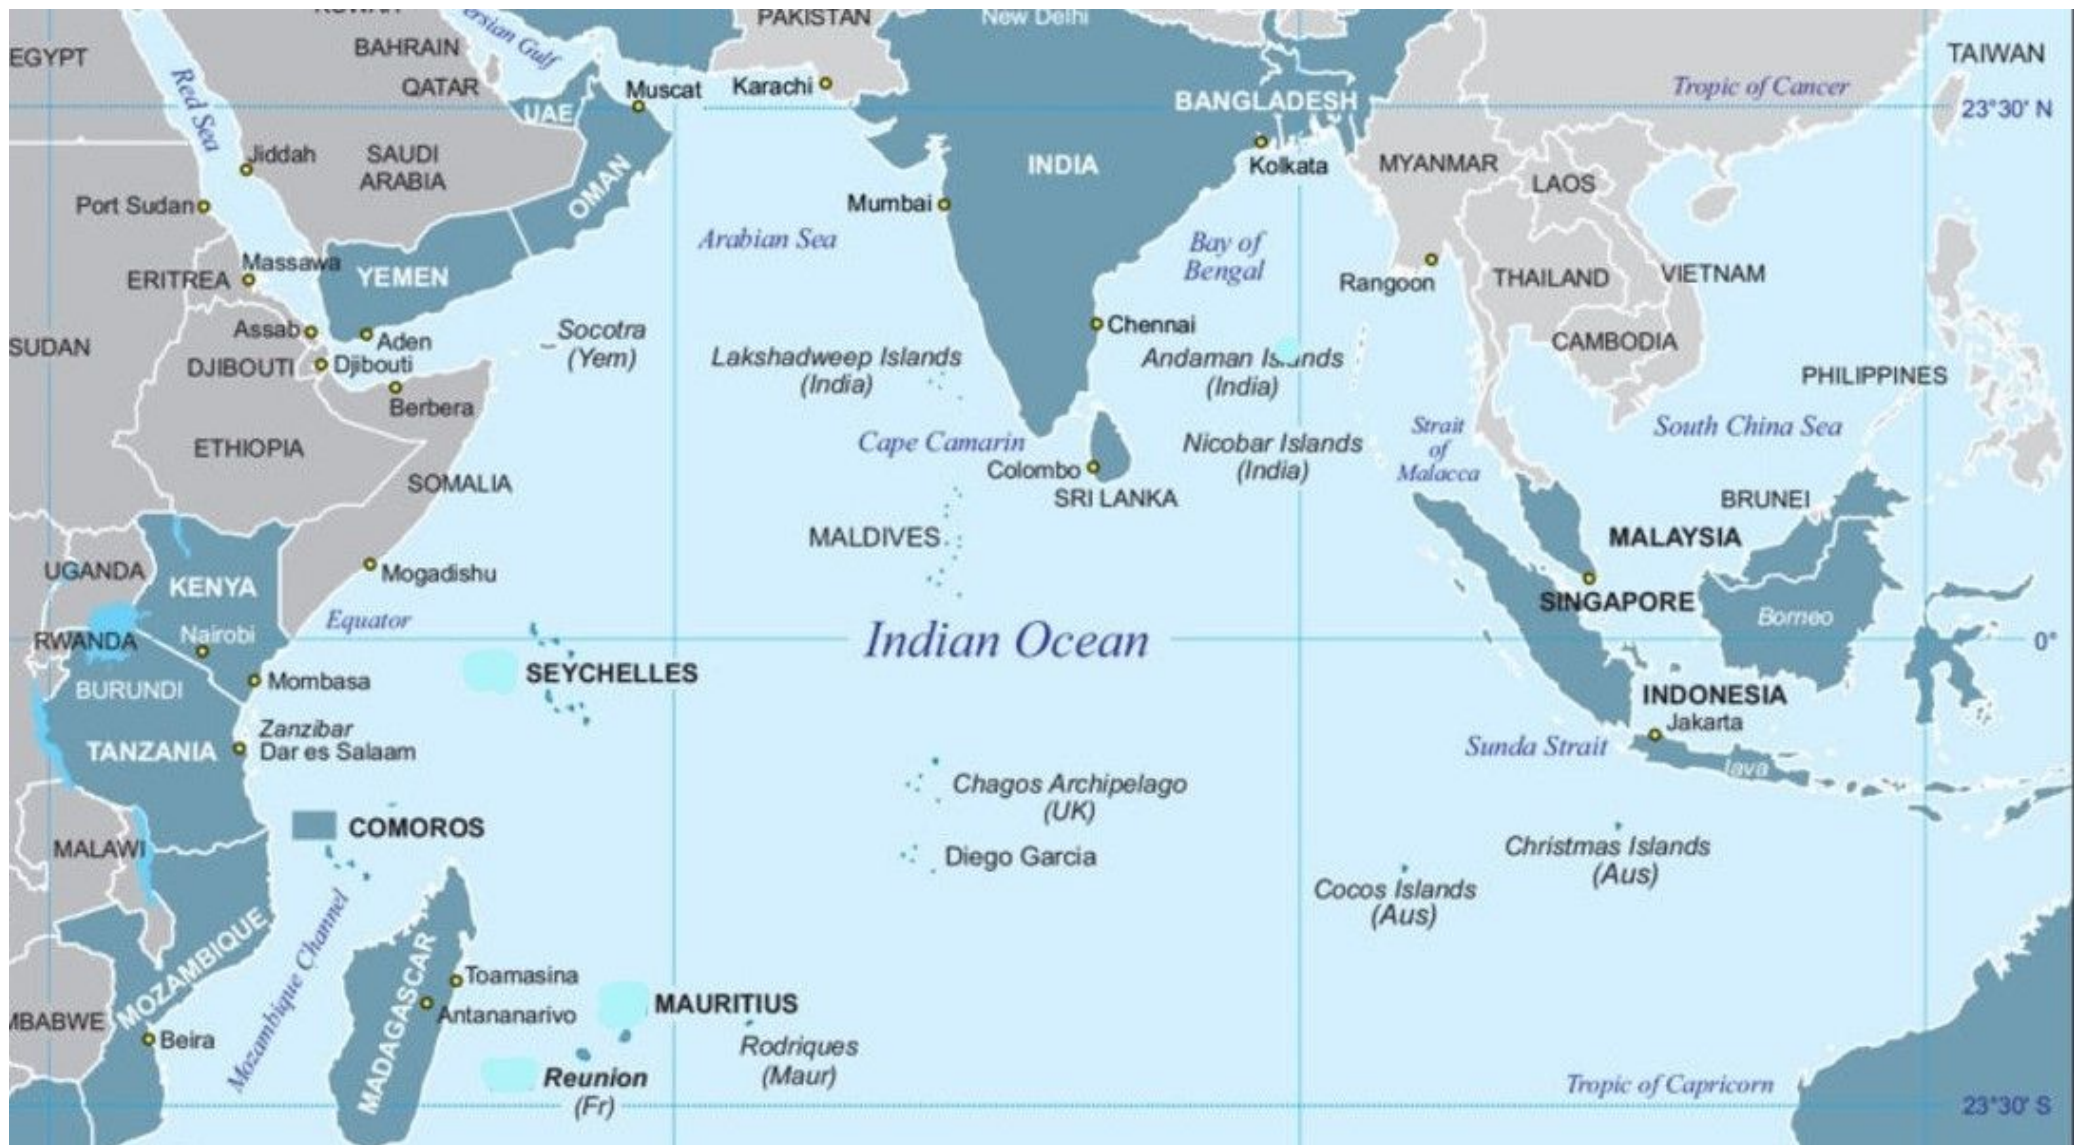 KUWAIT
Persian Gulf
PAKISTAN
New Delhi
EGYPT
BAHRAIN
TAIWAN
Red Sea
QATAR
Muscat
Karachi
Tropic of Cancer
BANGLADESH
23°30' N
UAE
Jiddah
SAUDI
ARABIA
INDIA
Kolkata
MYANMAR
LAOS
OMAN
Port Sudan
Mumbai
Arabian Sea
Bay of
Bengal
Massawa
ERITREA
YEMEN
Rangoon
THAILAND
VIETNAM
Assab
Aden
Socotra
(Yem)
Chennai
SUDAN
DJIBOUTI
Djibouti
Lakshadweep Islands
(India)
Andaman Islands
(India)
CAMBODIA
PHILIPPINES
Berbera
ETHIOPIA
Cape Camarin
Nicobar Islands
(India)
Strait
of
Malacca
South China Sea
Colombo
SRI LANKA
SOMALIA
BRUNEI
MALDIVES
MALAYSIA
UGANDA
KENYA
Mogadishu
SINGAPORE
Equator
Borneo
RWANDA
Nairobi
Indian Ocean
0°
SEYCHELLES
Mombasa
BURUNDI
INDONESIA
Jakarta
Zanzibar
Dar es Salaam
TANZANIA
Sunda Strait
Java
Chagos Archipelago
(UK)
COMOROS
MALAWI
Diego Garcia
Christmas Islands
(Aus)
Cocos Islands
(Aus)
MOZAMBIQUE
Mozambique Channel
MADAGASCAR
Toamasina
Antananarivo
MAURITIUS
MBABWE
Beira
Rodriques
(Maur)
Reunion
(Fr)
Tropic of Capricorn
23°30' S